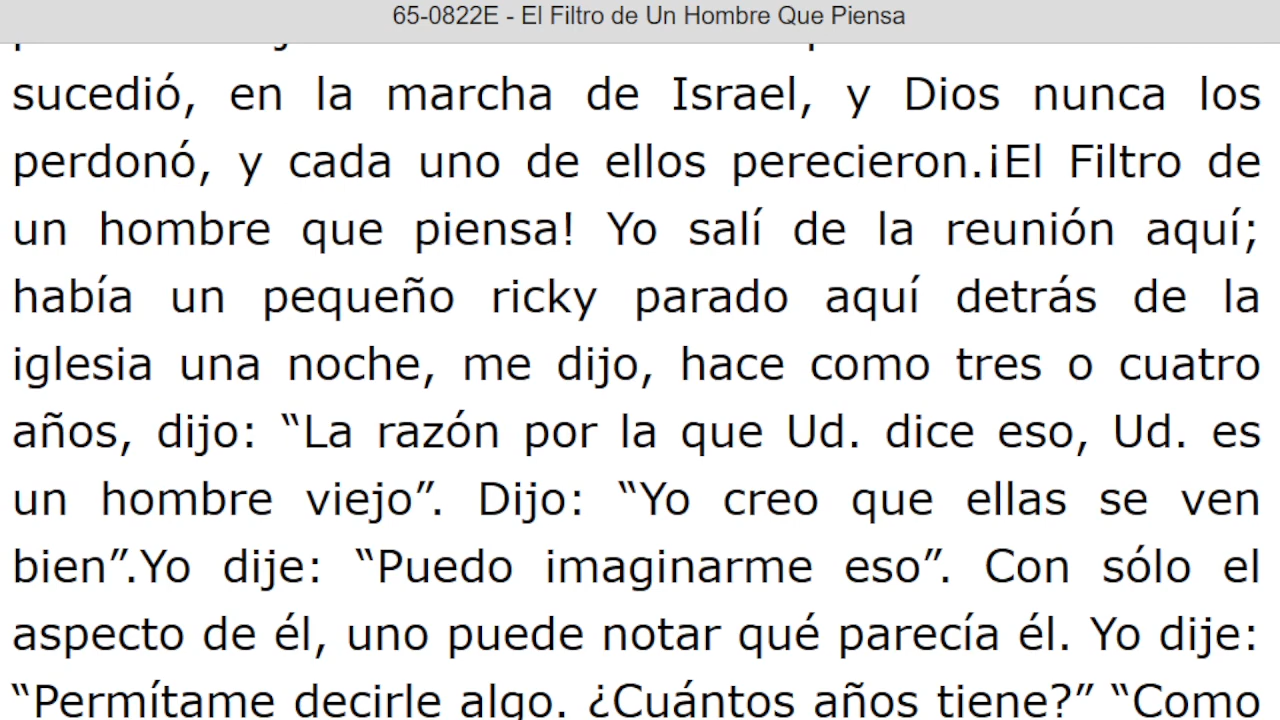 65-0822E - El Filtro de Un Hombre Que Piensa
sucedió, en la marcha de Israel, y Dios nunca los
perdonó, y cada uno de ellos perecieron.¡El Filtro de
un hombre que piensa! Yo salí de la reunión aquí;
había un pequeño ricky parado aquí detrás de la
iglesia una noche, me dijo, hace como tres o cuatro
años, dijo: “La razón por la que Ud. dice eso, Ud. es
un hombre viejo”. Dijo: “Yo creo que ellas se ven
bien”.Yo dije: “Puedo imaginarme eso”. Con sólo el
aspecto de él, uno puede notar qué parecía él. Yo dije:
“Permítame decirle algo. ¿Cuántos años tiene?” “Como